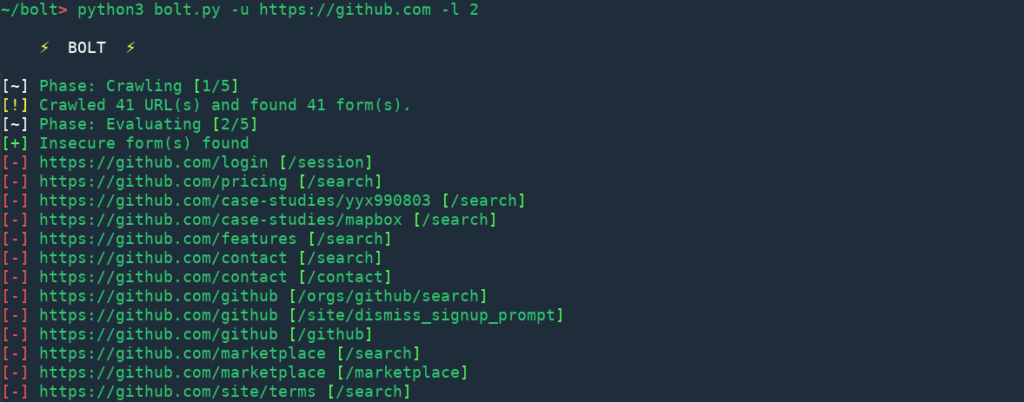 ~/bolt> python3 bolt.py -u https://github.com -l 2
⚡ BOLT ⚡
[~] Phase: Crawling [1/5]
[!] Crawled 41 URL(s) and found 41 form(s).
[~] Phase: Evaluating [2/5]
[+] Insecure form(s) found
[-] https://github.com/login [/session]
[-] https://github.com/pricing [/search]
[-] https://github.com/case-studies/yyx990803 [/search]
[-] https://github.com/case-studies/mapbox [/search]
[-] https://github.com/features [/search]
[-] https://github.com/contact [/search]
[-] https://github.com/contact [/contact]
[-] https://github.com/github [/orgs/github/search]
[-] https://github.com/github [/site/dismiss_signup_prompt]
[-] https://github.com/github [/github]
[-] https://github.com/marketplace [/search]
[-] https://github.com/marketplace [/marketplace]
[-] https://github.com/site/terms [/search]